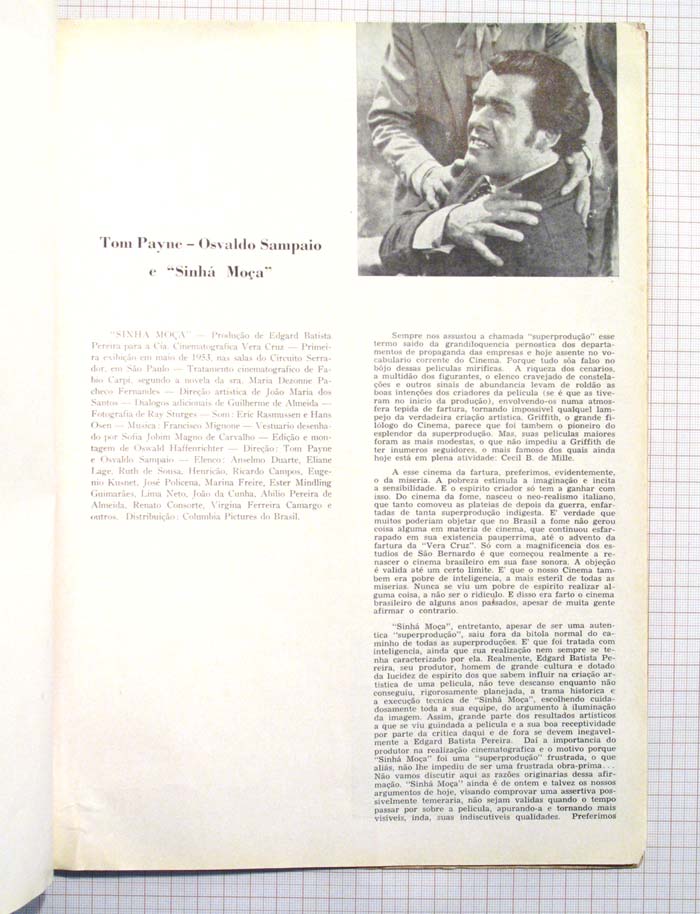 Tom Payne – Osvaldo Sampaio
e “Sinhá Moça”
“SINHÁ MOÇA” — Produção de Edgard Batista
Pereira para a Cia. Cinematografica Vera Cruz — Primei-
ra exibição em maio de 1953, nas salas do Circuito Serra-
dor, em São Paulo — Tratamento cinematografico de Fa-
bio Carpi, segundo a novela da sra. Maria Dezonne Pa-
checo Fernandes — Direção artistica de João Maria dos
Santos — Dialogos adicionais de Guilherme de Almeida —
Fotografia de Ray Sturges — Som: Eric Rasmussen e Hans
Osen — Musica: Francisco Mignone — Vestuario desenha-
do por Sofia Jobim Magno de Carvalho — Edição e mon-
tagem de Oswald Haffenrichter — Direção: Tom Payne
e Osvaldo Sampaio — Elenco: Anselmo Duarte, Eliane
Lage, Ruth de Sousa, Henricão, Ricardo Campos, Euge-
nio Kusnet, José Policena, Marina Freire, Ester Mindling
Guimarães, Lima Neto, João da Cunha, Abilio Pereira de
Almeida, Renato Consorte, Virgina Ferreira Camargo e
outros. Distribuição: Columbia Pictures do Brasil.
Sempre nos assustou a chamada “superprodução” esse
termo saido da grandiloquencia pernostica dos departa-
mentos de propaganda das empresas e hoje assente no vo-
cabulario corrente do Cinema. Porque tudo sôa falso no
bôjo dessas peliculas mirificas. A riqueza dos cenarios,
a multidão dos figurantes, o elenco cravejado de constela-
ções e outros sinais de abundancia levam de roldão as
boas intenções dos criadores da pelicula (se é que as tive-
ram no inicio da produção), envolvendo-os numa atmos-
fera tepida de fartura, tornando impossivel qualquer lam-
pejo da verdadeira criação artistica. Griffith, o grande fi-
lólogo do Cinema, parece que foi tambem o pioneiro do
esplendor da superprodução. Mas, suas peliculas maiores
foram as mais modestas, o que não impediu a Griffith de
ter inumeros seguidores, o mais famoso dos quais ainda
hoje está em plena atividade: Cecil B. de Mille.
A esse cinema da fartura, preferimos, evidentemente,
o da miseria. A pobreza estimula a imaginação e incita
a sensibilidade. E o espirito criador só tem a ganhar com
isso. Do cinema da fome, nasceu o neo-realismo italiano,
que tanto comoveu as plateias de depois da guerra, enfar-
tadas de tanta superprodução indigesta. E’ verdade que
muitos poderiam objetar que no Brasil a fome não gerou
coisa alguma em materia de cinema, que continuou esfar-
rapado em sua existencia pauperrima, até o advento da
fartura da “Vera Cruz”. Só com a magnificencia dos es-
tudios de São Bernardo é que começou realmente a re-
nascer o cinema brasileiro em sua fase sonora. A objeção
é valida até um certo limite. E’ que o nosso Cinema tam-
bem era pobre de inteligencia, a mais esteril de todas as
miserias. Nunca se viu um pobre de espirito realizar al-
guma coisa, a não ser o ridiculo. E disso era farto o cinema
brasileiro de alguns anos passados, apesar de muita gente
afirmar o contrario.
“Sinhá Moça”, entretanto, apesar de ser uma auten-
tica “superprodução”, saiu fora da bitola normal do ca-
minho de todas as superproduções. E’ que foi tratada com
inteligencia, ainda que sua realização nem sempre se te-
nha caracterizado por ela. Realmente, Edgard Batista Pe-
reira, seu produtor, homem de grande cultura e dotado
da lucidez de espirito dos que sabem influir na criação ar-
tistica de uma pelicula, não teve descanso enquanto não
conseguiu, rigorosamente planejada, a trama historica e
a execução tecnica de “Sinhá Moça”, escolhendo cuida-
dosamente toda a sua equipe, do argumento à iluminação
da imagem. Assim, grande parte dos resultados artisticos
a que se viu guindada a pelicula e a sua boa receptividade
por parte da critica daqui e de fora se devem inegavel-
mente a Edgard Batista Pereira. Daí a importancia do
produtor na realização cinematografica e o motivo porque
“Sinhá Moça” foi uma “superprodução” frustrada, o que
aliás, não lhe impediu de ser uma frustrada obra-prima...
Não vamos discutir aqui as razões originarias dessa afir-
mação. “Sinhá Moça” ainda é de ontem e talvez os nossos
argumentos de hoje, visando comprovar uma assertiva pos-
sivelmente temeraria, não sejam validas quando o tempo
passar por sobre a pelicula, apurando-a e tornando mais
visiveis, inda, suas indiscutiveis qualidades. Preferimos